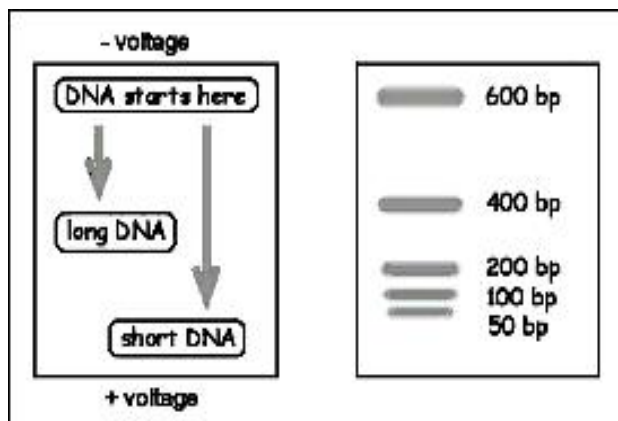 - voltage
DNA starts here
long DNA
short DNA
+ voltage
600 bp
400 bp
200 bp
100 bp
50 bp